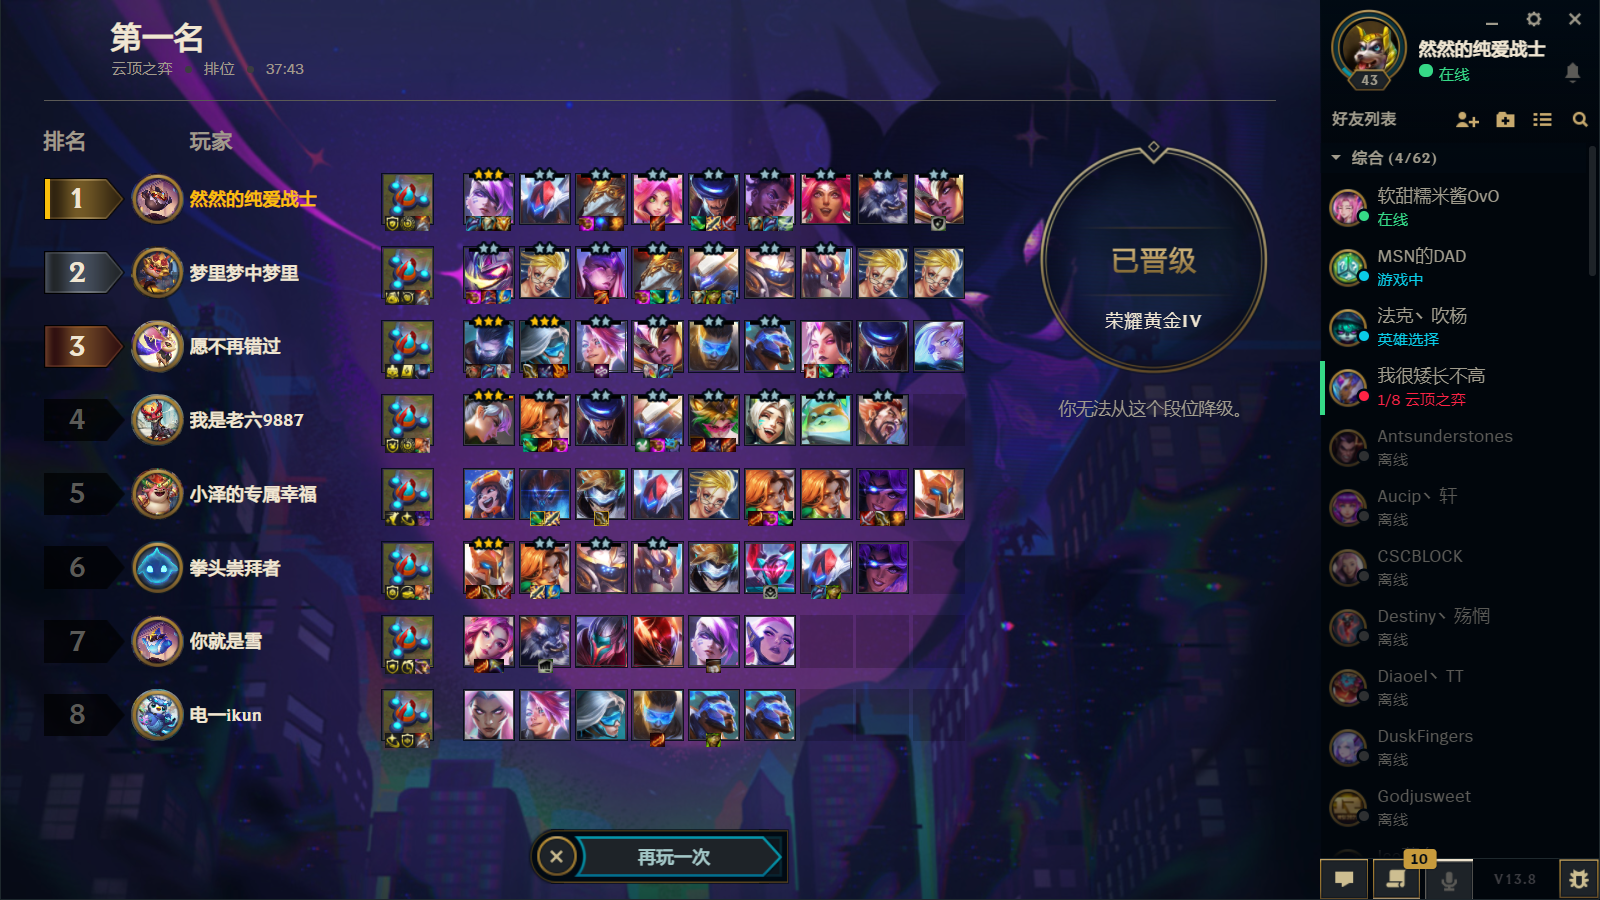 第一名
云顶之弈 排位 37:43
排名 玩家
1 然然的纯爱战士
2 梦里梦中梦里
3 愿不再错过
4 我是老六9887
5 小泽的专属幸福
6 拳头崇拜者
7 你就是雪
8 电一ikun
已晋级
荣耀黄金IV
你无法从这个段位降级。
再玩一次
然然的纯爱战士
43
在线
好友列表
综合 (4/62)
软甜糯米酱OvO
在线
MSN的DAD
游戏中
法克丶吹杨
英雄选择
我很矮长不高
1/8 云顶之弈
Antsunderstones
离线
Aucip丶轩
离线
CSCBLOCK
离线
Destiny丶殇惘
离线
Diaoel丶TT
离线
DuskFingers
离线
Godjusweet
离线
10
V13.8